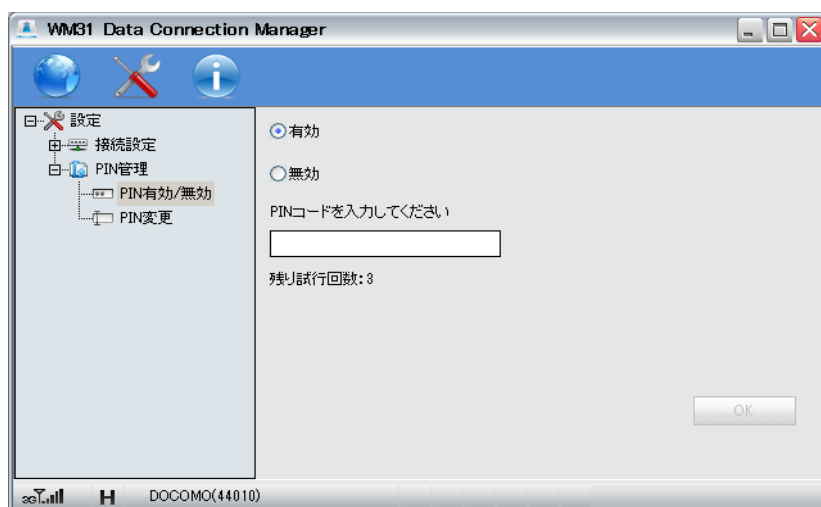 WM31 Data Connection Manager
設定
接続設定
PIN管理
PIN有効/無効
PIN変更
有効
無効
PINコードを入力してください
残り試行回数:3
OK
3G
H
DOCOMO(44010)